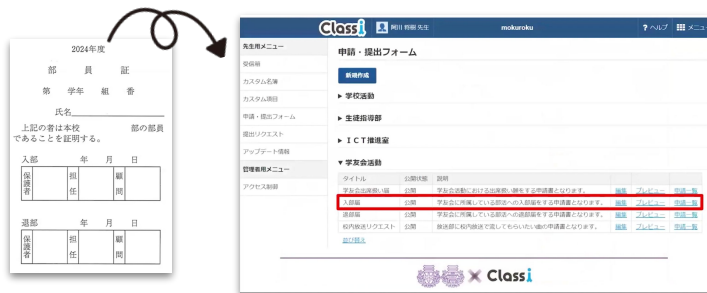 2024年度
部 員 証
第 学年 組 番
氏名
上記の者は本校 部の部員
であることを証明する。
入部 年 月 日
保護者 担任 顧問
退部 年 月 日
保護者 担任 顧問
Classi
先生 mokuroku ? ヘルプ メニュー
先生用メニュー
受信箱
カスタム名簿
カスタム項目
申請・提出フォーム
提出リクエスト
アップデート情報
管理者用メニュー
アクセス制御
申請・提出フォーム
新規作成
▶ 学校活動
▶ 生徒指導部
▶ ICT推進室
▼ 学友会活動
タイトル 公開状態 説明
学友会出席扱い届 公開 学友会活動における出席扱い願をする申請書となります。 編集 プレビュー 申請一覧
入部届 公開 学友会に所属している部活への入部届をする申請書となります。 編集 プレビュー 申請一覧
退部届 公開 学友会に所属している部活への退部届をする申請書となります。 編集 プレビュー 申請一覧
校内放送リクエスト 公開 放送部に校内放送で流してもらいたい曲の申請書となります。 編集 プレビュー 申請一覧
並び替え
× Classi